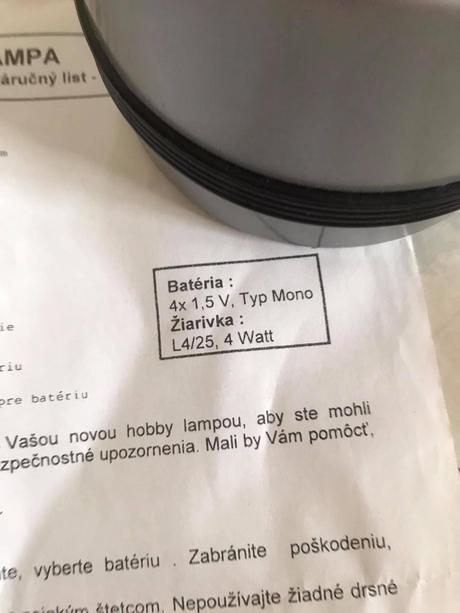 AMPA
áručný list -
m
Batéria :
4x 1,5 V, Typ Mono
Žiarivka :
L4/25, 4 Watt
ie
riu
pre batériu
Vašou novou hobby lampou, aby ste mohli
zpečnostné upozornenia. Mali by Vám pomôcť,
te, vyberte batériu . Zabránite poškodeniu,
štetcom. Nepoužívajte žiadné drsné